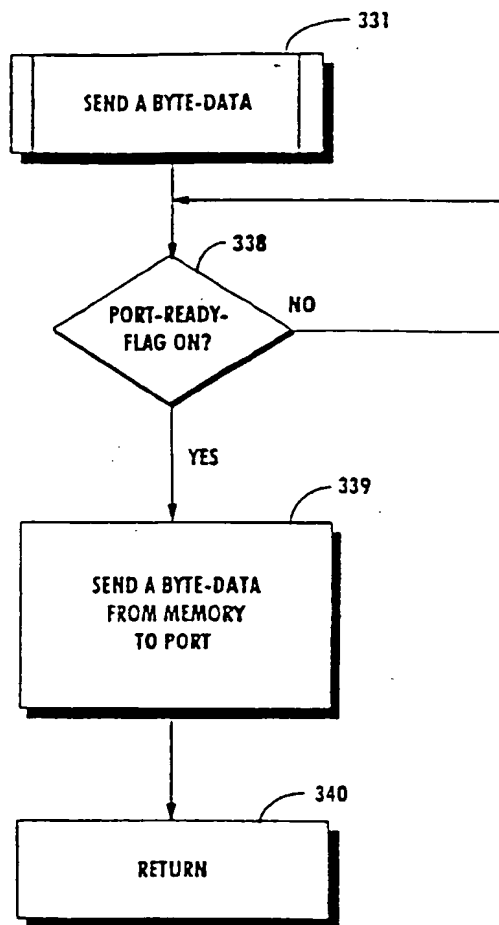 331
SEND A BYTE-DATA
338
PORT-READY-
FLAG ON?
NO
YES
339
SEND A BYTE-DATA
FROM MEMORY
TO PORT
340
RETURN